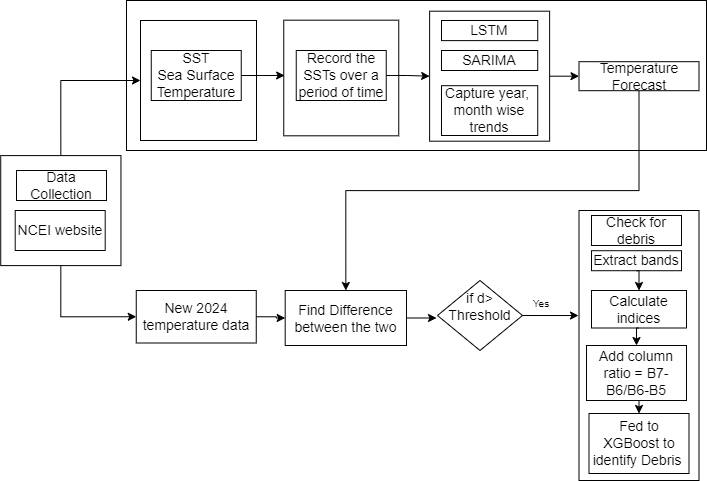 SST
Sea Surface
Temperature
Record the
SSTs over a
period of time
LSTM
SARIMA
Capture year,
month wise
trends
Temperature
Forecast
Data
Collection
NCEI website
New 2024
temperature data
Find Difference
between the two
if d>
Threshold
Yes
Check for
debris
Extract bands
Calculate
indices
Add column
ratio = B7-
B6/B6-B5
Fed to
XGBoost to
identify Debris